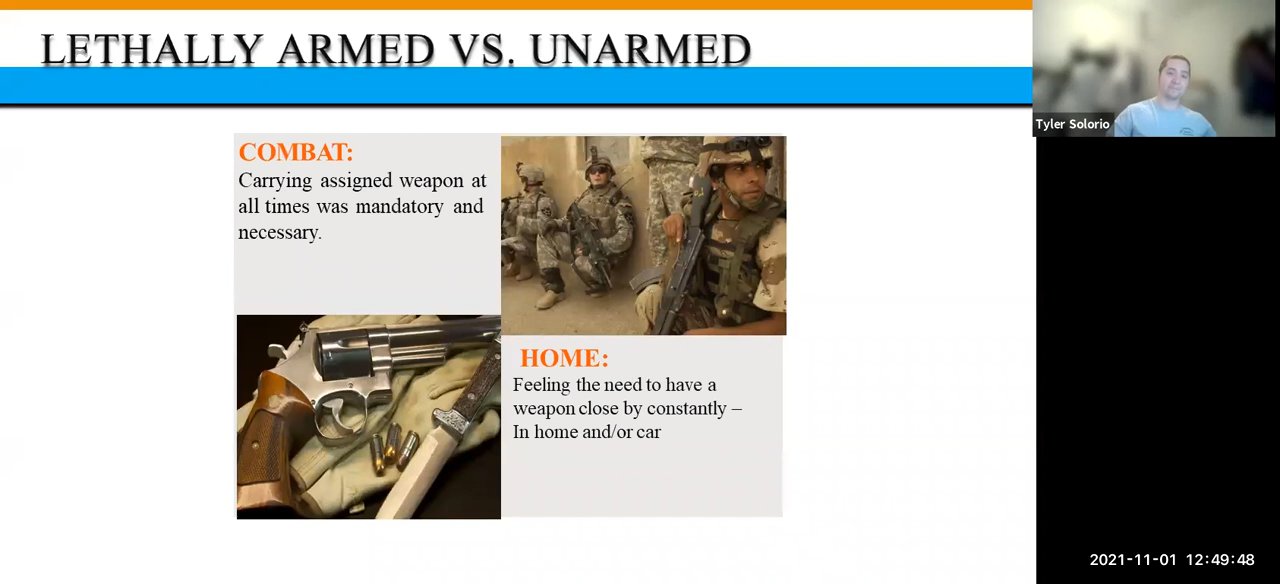 LETHALLY ARMED VS. UNARMED
Tyler Solorio
COMBAT:
Carrying assigned weapon at
all times was mandatory and
necessary.
HOME:
Feeling the need to have a
weapon close by constantly –
In home and/or car
2021-11-01 12:49:48